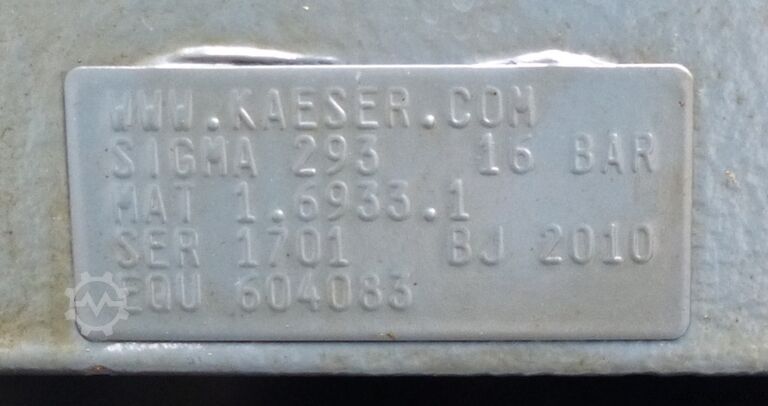 WWW.KAESER.COM
SIGMA 293 16 BAR
MAT 1.6933.1
SER 1701 BJ 2010
EQU 604083